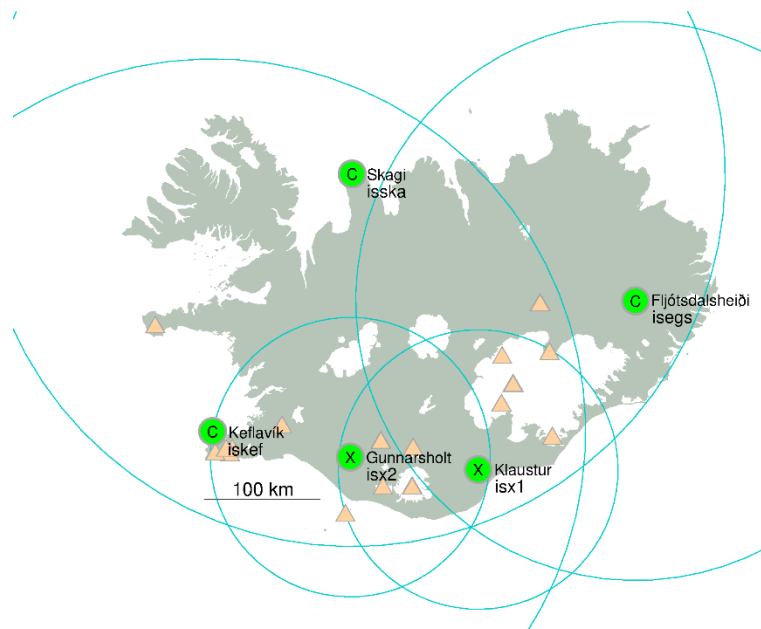 C Skagi
isska
C Fljótsdalsheiði
isegs
C Keflavík
iskef
X Gunnarsholt
isx2
X Klaustur
isx1
100 km